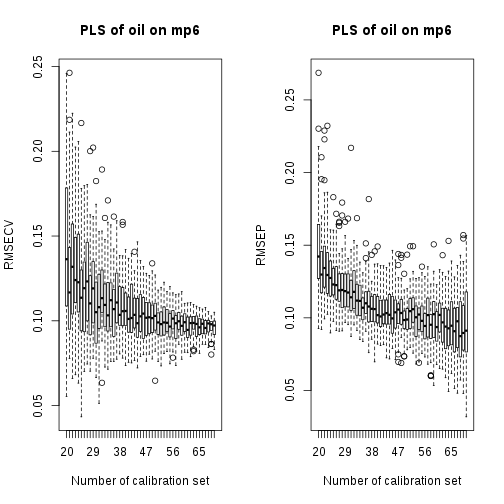 PLS of oil on mp6
RMSECV
0.25
0.20
0.15
0.10
0.05
20 29 38 47 56 65
Number of calibration set
PLS of oil on mp6
RMSEP
0.25
0.20
0.15
0.10
0.05
20 29 38 47 56 65
Number of calibration set